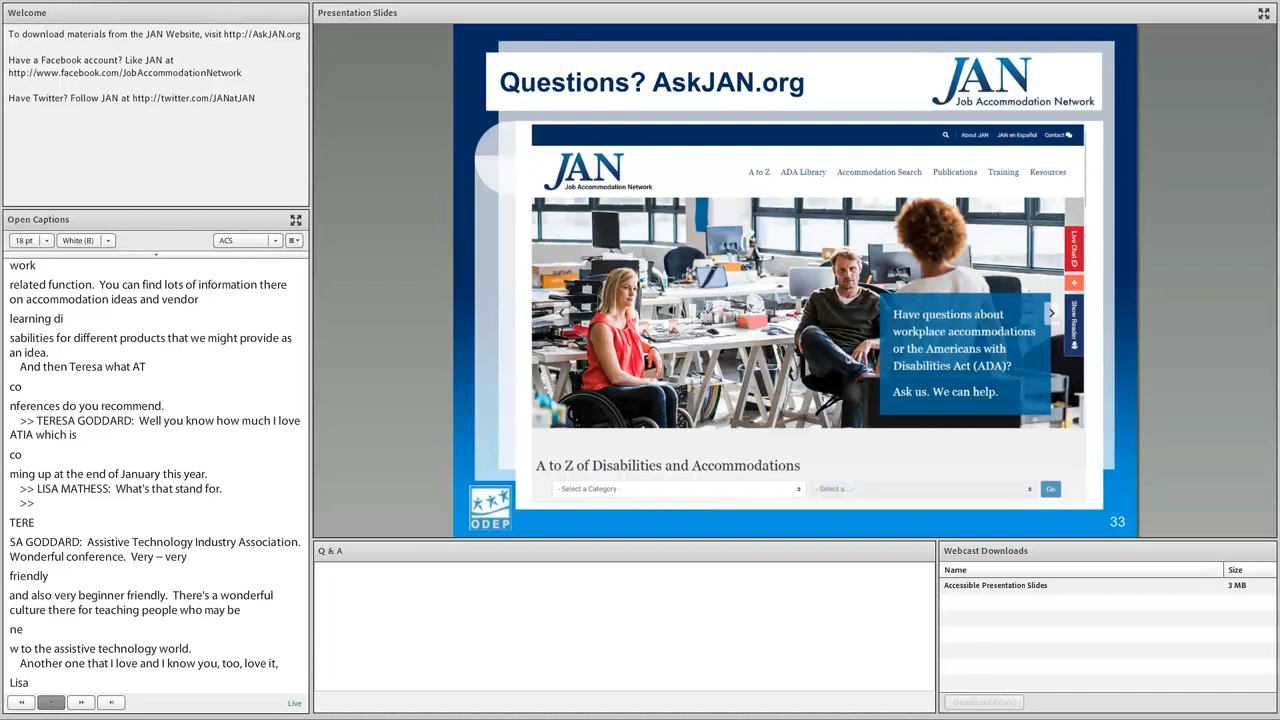 Welcome
To download materials from the JAN Website, visit http://AskJAN.org
Have a Facebook account? Like JAN at
http://www.facebook.com/JobAccommodationNetwork
Have Twitter? Follow JAN at http://twitter.com/JANatJAN
Open Captions
18 pt
White (B)
ACS
work
related function. You can find lots of information there
on accommodation ideas and vendor
learning di
sabilities for different products that we might provide as
an idea.
And then Teresa what AT
co
nferences do you recommend.
>> TERESA GODDARD: Well you know how much I love
ATIA which is
co
ming up at the end of January this year.
>> LISA MATHESS: What's that stand for.
>>
TERE
SA GODDARD: Assistive Technology Industry Association.
Wonderful conference. Very -- very
friendly
and also very beginner friendly. There's a wonderful
culture there for teaching people who may be
ne
w to the assistive technology world.
Another one that I love and I know you, too, love it,
Lisa
Live
Presentation Slides
Questions? AskJAN.org
JAN
Job Accommodation Network
About JAN JAN en Español Contact
JAN
Job Accommodation Network
A to Z ADA Library Accommodation Search Publications Training Resources
Live Chat
Show Reader
Have questions about
workplace accommodations
or the Americans with
Disabilities Act (ADA)?
Ask us. We can help.
A to Z of Disabilities and Accommodations
- Select a Category -
- Select a... -
Go
ODEP
33
Q & A
Webcast Downloads
Name Size
Accessible Presentation Slides 3 MB
Download File(s)